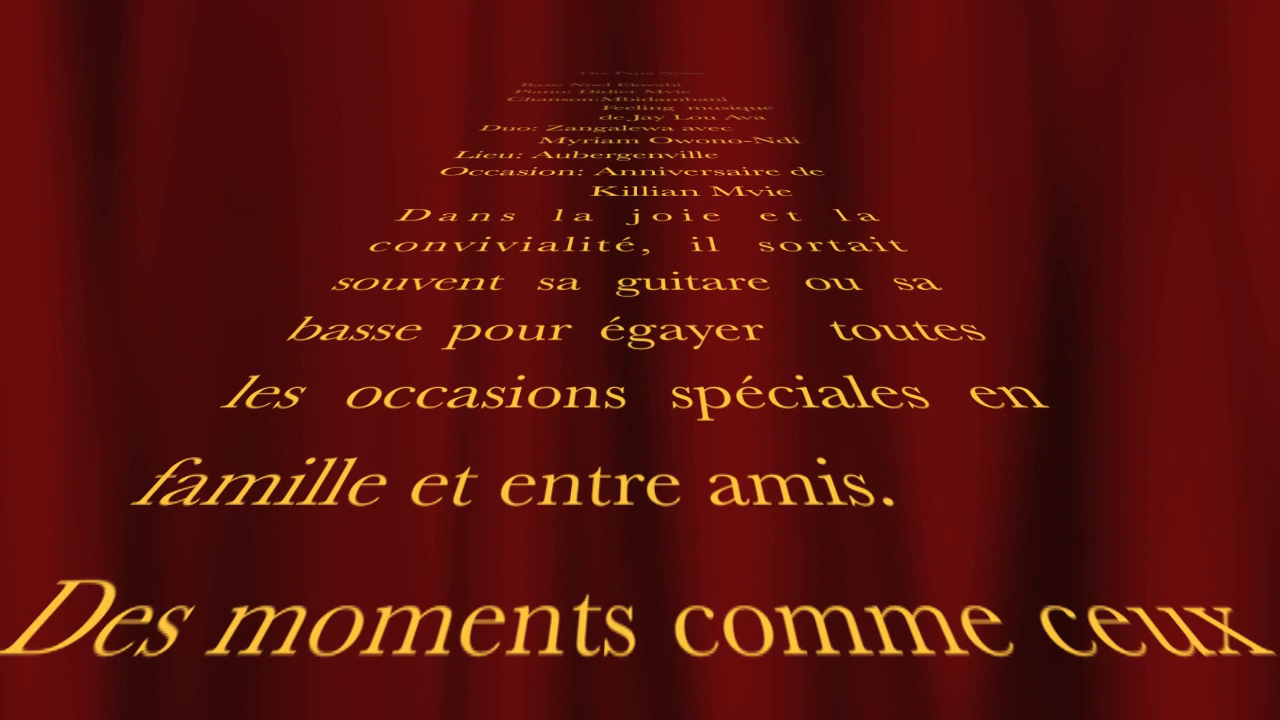 Base: Noel Ekwabi
Piano: Didier Mvie
Chanson:Mbidambani
Feeling musique
de Jay Lou Ava
Duo: Zangalewa avec
Myriam Owono-Ndi
Lieu: Aubergenville
Occasion: Anniversaire de
Killian Mvie
Dans la joie et la
convivialité, il sortait
souvent sa guitare ou sa
basse pour égayer toutes
les occasions spéciales en
famille et entre amis.
Des moments comme ceux